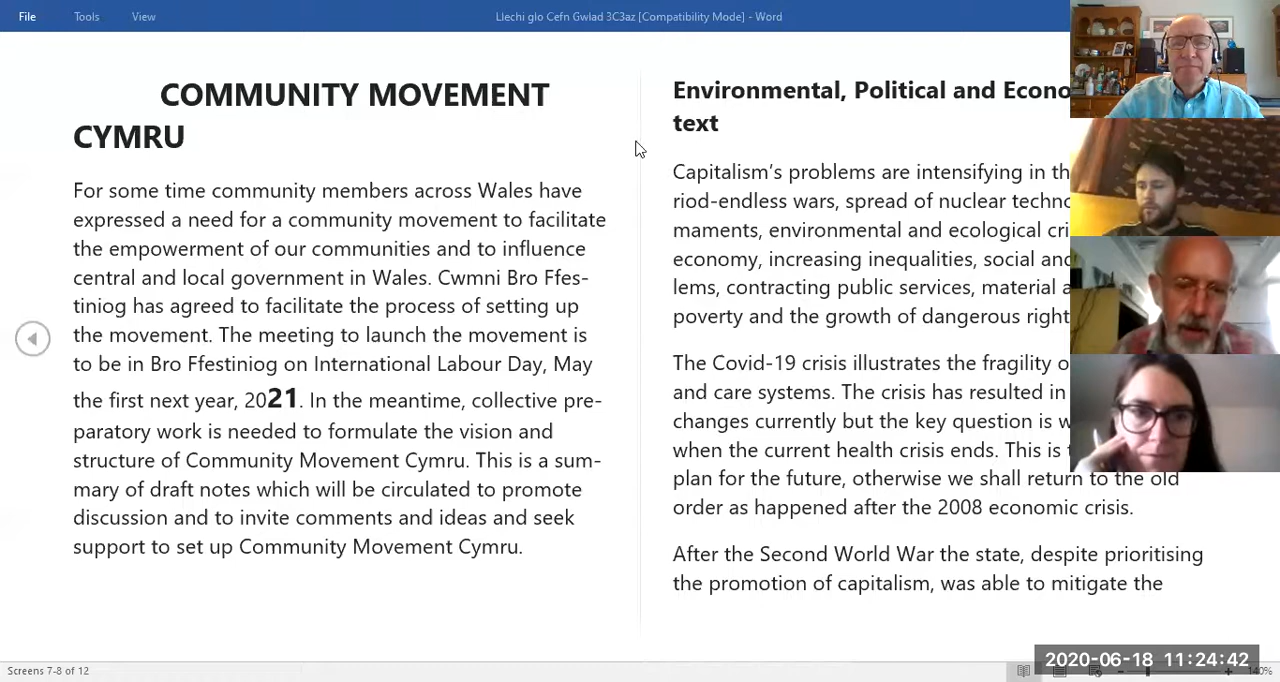 File Tools View
Llechi glo Cefn Gwlad 3C3az [Compatibility Mode] - Word
COMMUNITY MOVEMENT
CYMRU
For some time community members across Wales have
expressed a need for a community movement to facilitate
the empowerment of our communities and to influence
central and local government in Wales. Cwmni Bro Ffes-
tiniog has agreed to facilitate the process of setting up
the movement. The meeting to launch the movement is
to be in Bro Ffestiniog on International Labour Day, May
the first next year, 2021. In the meantime, collective pre-
paratory work is needed to formulate the vision and
structure of Community Movement Cymru. This is a sum-
mary of draft notes which will be circulated to promote
discussion and to invite comments and ideas and seek
support to set up Community Movement Cymru.
Environmental, Political and Econo
text
Capitalism's problems are intensifying in th
riod-endless wars, spread of nuclear techno
maments, environmental and ecological cri
economy, increasing inequalities, social and
lems, contracting public services, material a
poverty and the growth of dangerous right
The Covid-19 crisis illustrates the fragility o
and care systems. The crisis has resulted in
changes currently but the key question is w
when the current health crisis ends. This is t
plan for the future, otherwise we shall return to the old
order as happened after the 2008 economic crisis.
After the Second World War the state, despite prioritising
the promotion of capitalism, was able to mitigate the
Screens 7-8 of 12
2020-06-18 11:24:42
140%